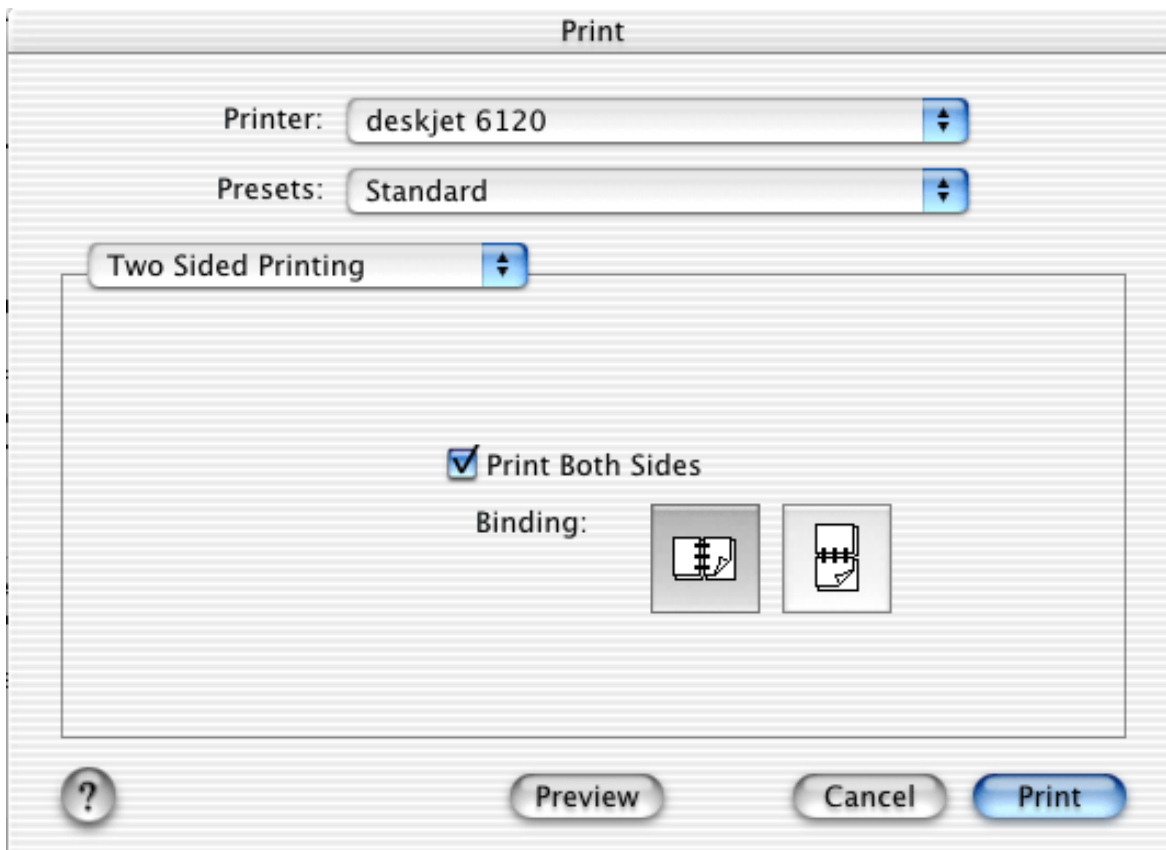 Print
Printer: deskjet 6120
Presets: Standard
Two Sided Printing
Print Both Sides
Binding:
? Preview Cancel Print